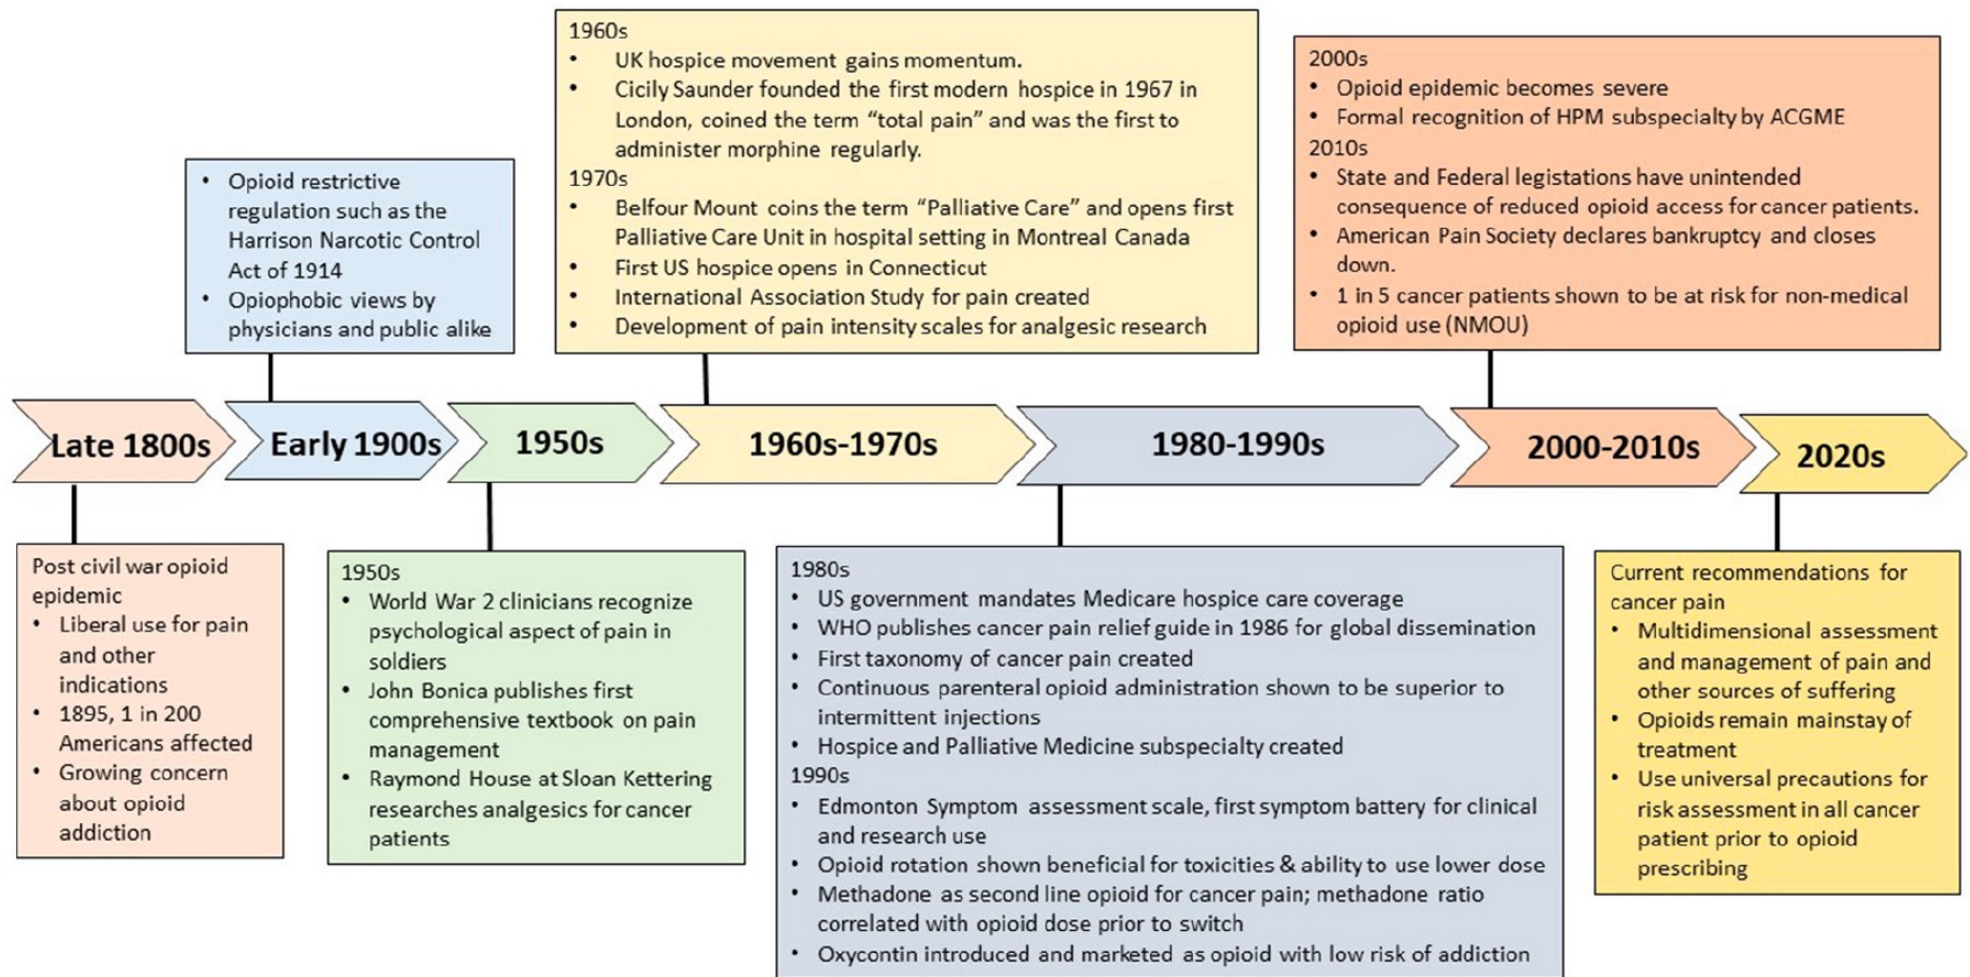 1960s
• UK hospice movement gains momentum.
• Cicily Saunder founded the first modern hospice in 1967 in
London, coined the term “total pain” and was the first to
administer morphine regularly.
1970s
• Belfour Mount coins the term “Palliative Care” and opens first
Palliative Care Unit in hospital setting in Montreal Canada
• First US hospice opens in Connecticut
• International Association Study for pain created
• Development of pain intensity scales for analgesic research
2000s
• Opioid epidemic becomes severe
• Formal recognition of HPM subspecialty by ACGME
2010s
• State and Federal legistations have unintended
consequence of reduced opioid access for cancer patients.
• American Pain Society declares bankruptcy and closes
down.
• 1 in 5 cancer patients shown to be at risk for non-medical
opioid use (NMOU)
• Opioid restrictive
regulation such as the
Harrison Narcotic Control
Act of 1914
• Opiophobic views by
physicians and public alike
Late 1800s
Early 1900s
1950s
1960s-1970s
1980-1990s
2000-2010s
2020s
Post civil war opioid
epidemic
• Liberal use for pain
and other
indications
• 1895, 1 in 200
Americans affected
• Growing concern
about opioid
addiction
1950s
• World War 2 clinicians recognize
psychological aspect of pain in
soldiers
• John Bonica publishes first
comprehensive textbook on pain
management
• Raymond House at Sloan Kettering
researches analgesics for cancer
patients
1980s
• US government mandates Medicare hospice care coverage
• WHO publishes cancer pain relief guide in 1986 for global dissemination
• First taxonomy of cancer pain created
• Continuous parenteral opioid administration shown to be superior to
intermittent injections
• Hospice and Palliative Medicine subspecialty created
1990s
• Edmonton Symptom assessment scale, first symptom battery for clinical
and research use
• Opioid rotation shown beneficial for toxicities & ability to use lower dose
• Methadone as second line opioid for cancer pain; methadone ratio
correlated with opioid dose prior to switch
• Oxycontin introduced and marketed as opioid with low risk of addiction
Current recommendations for
cancer pain
• Multidimensional assessment
and management of pain and
other sources of suffering
• Opioids remain mainstay of
treatment
• Use universal precautions for
risk assessment in all cancer
patient prior to opioid
prescribing